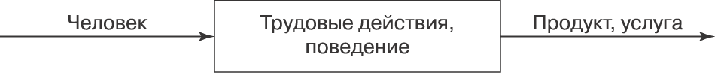 Человек
Трудовые действия,
поведение
Продукт, услуга